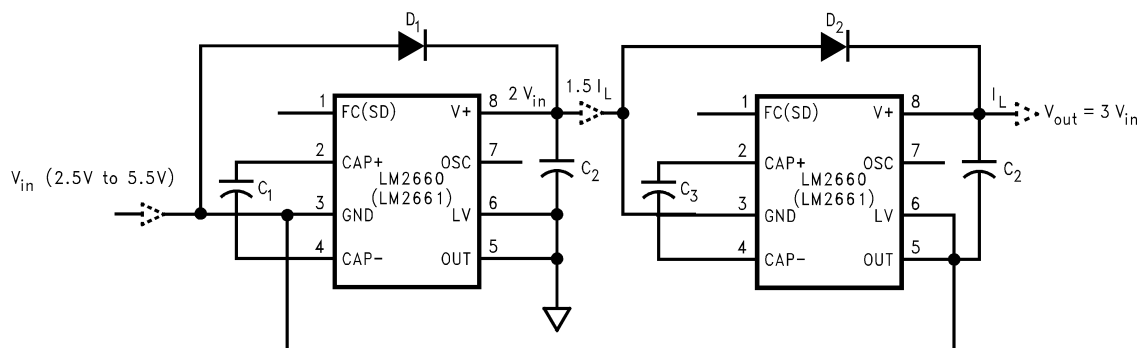 D1
D2
2 Vin
1.5 IL
IL
Vout = 3 Vin
Vin (2.5V to 5.5V)
1
FC(SD)
V+
8
2
CAP+
OSC
7
LM2660
(LM2661)
3
GND
LV
6
4
CAP-
OUT
5
C1
C2
1
FC(SD)
V+
8
2
CAP+
OSC
7
LM2660
(LM2661)
3
GND
LV
6
4
CAP-
OUT
5
C3
C2